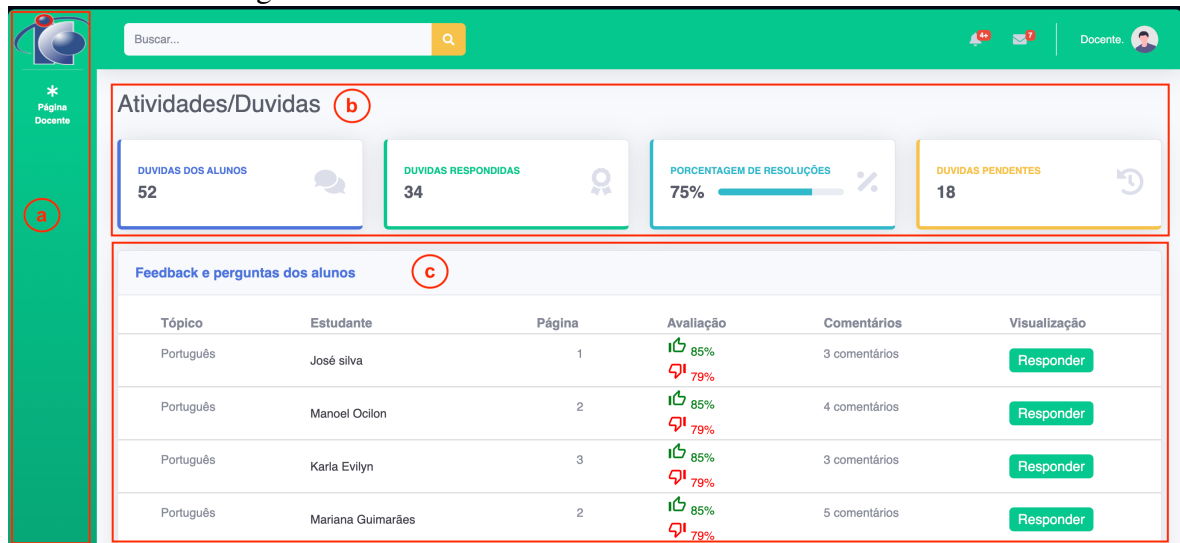 Buscar...
4+
7
Docente.
Página
Docente
a
Atividades/Duvidas
b
DUVIDAS DOS ALUNOS
52
DUVIDAS RESPONDIDAS
34
PORCENTAGEM DE RESOLUÇÕES
75%
DUVIDAS PENDENTES
18
Feedback e perguntas dos alunos
c
Tópico Estudante Página Avaliação Comentários Visualização
Português José silva 1 85% 3 comentários Responder
79%
Português Manoel Ocilon 2 85% 4 comentários Responder
79%
Português Karla Evilyn 3 85% 3 comentários Responder
79%
Português Mariana Guimarães 2 85% 5 comentários Responder
79%